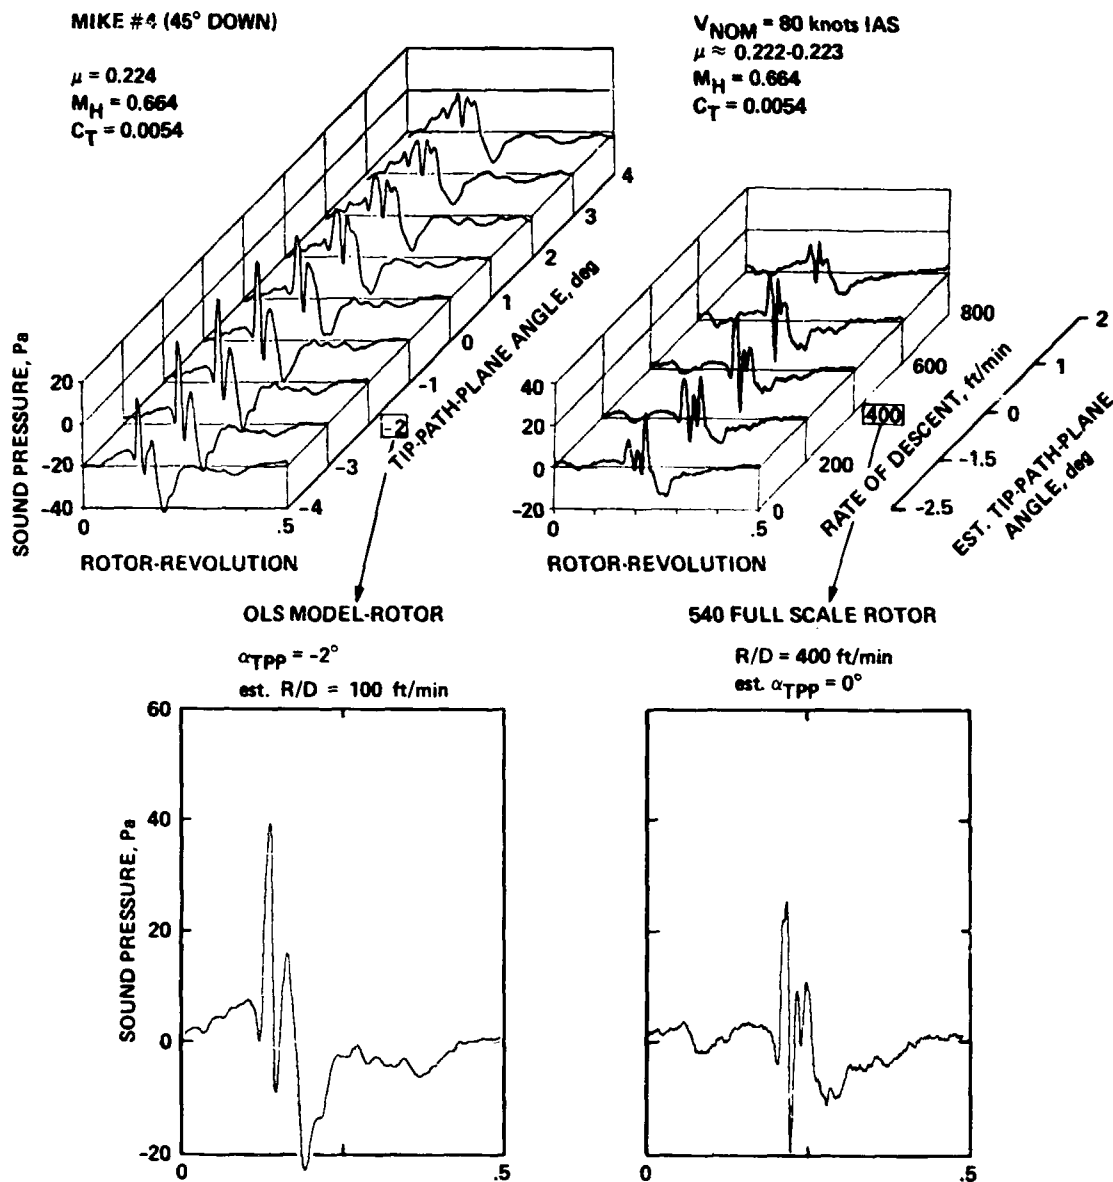 MIKE #4 (45° DOWN)
μ = 0.224
M_H = 0.664
C_T = 0.0054
V_NOM = 80 knots IAS
μ ≈ 0.222-0.223
M_H = 0.664
C_T = 0.0054
SOUND PRESSURE, Pa
20
0
-20
-40
0
.5
ROTOR-REVOLUTION
-4
-3
-2
-1
0
1
2
3
4
TIP-PATH-PLANE ANGLE, deg
40
20
0
-20
0
.5
ROTOR-REVOLUTION
0
200
400
600
800
RATE OF DESCENT, ft/min
-2.5
-1.5
0
1
2
EST. TIP-PATH-PLANE
ANGLE, deg
OLS MODEL-ROTOR
α_TPP = -2°
est. R/D = 100 ft/min
540 FULL SCALE ROTOR
R/D = 400 ft/min
est. α_TPP = 0°
SOUND PRESSURE, Pa
60
40
20
0
-20
0
.5
0
.5